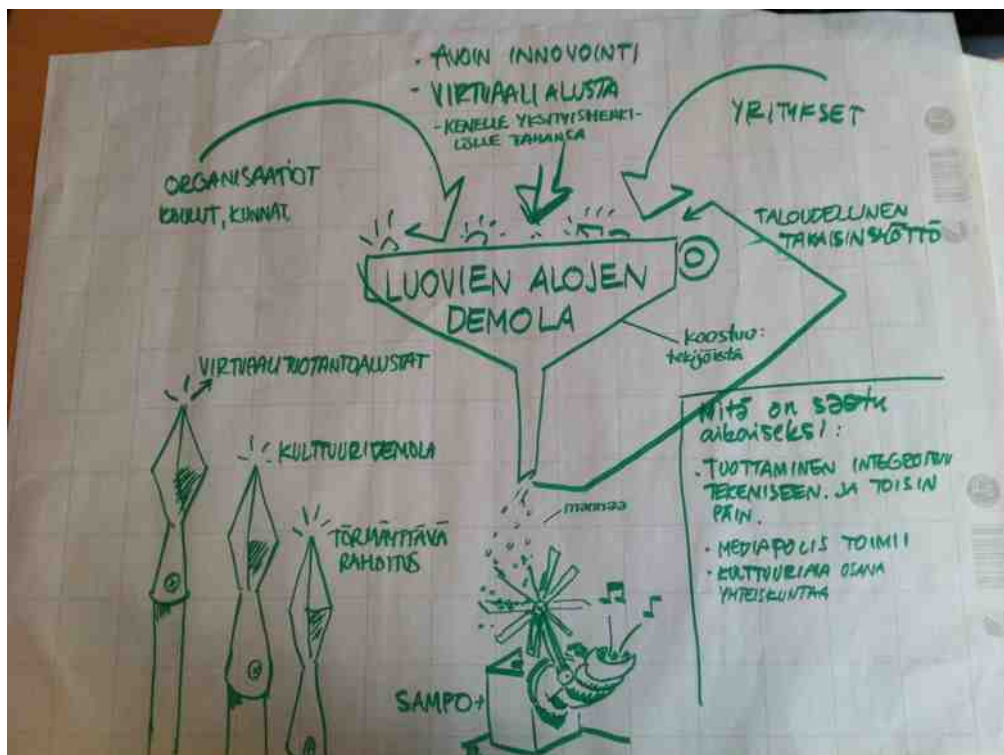 - AVOIN INNOVOINTI
- VIRTUAALIALUSTA
- KENELLE YKSITYISHENKI-
LÖLLE TAHANSA
YRITYKSET
ORGANISAATIOT
KOULUT, KUNNAT,
TALOUDELLINEN
TAKAISINSYÖTTÖ
LUOVIEN ALOJEN
DEMOLA
koostuu:
tekijöistä
VIRTUAALITUOTANTOALUSTAT
KULTTUURIDEMOLA
TÖRMÄYTTÄVÄ
RAHOITUS
mannaa
SAMPO
Mitä on saatu
aikaiseksi:
- TUOTTAMINEN INTEGROITUU
TEKEMISEEN. JA TOISIN
PÄIN.
- MEDIAPOLIS TOIMII
- KULTTUURIALA OSANA
YHTEISKUNTAA